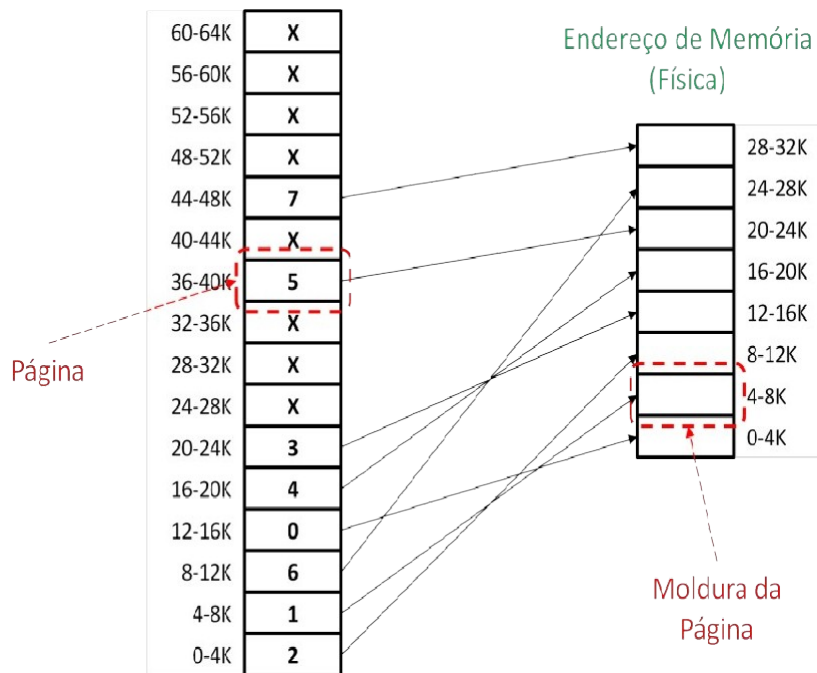 60-64K X
56-60K X
52-56K X
48-52K X
44-48K 7
40-44K X
36-40K 5
32-36K X
28-32K X
24-28K X
20-24K 3
16-20K 4
12-16K 0
8-12K 6
4-8K 1
0-4K 2
Página
Endereço de Memória
(Física)
28-32K
24-28K
20-24K
16-20K
12-16K
8-12K
4-8K
0-4K
Moldura da
Página